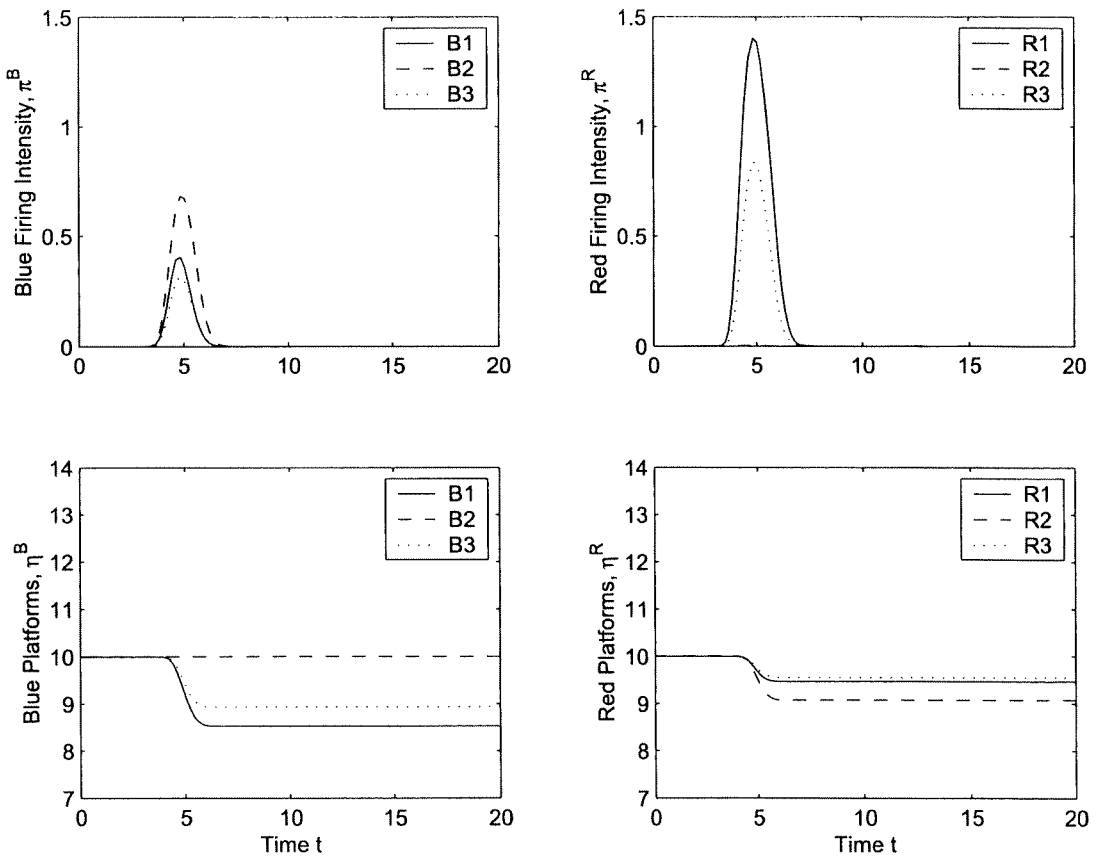 Blue Firing Intensity, π^B
1.5
1
0.5
0
0 5 10 15 20
B1
B2
B3
Red Firing Intensity, π^R
1.5
1
0.5
0
0 5 10 15 20
R1
R2
R3
Blue Platforms, η^B
14
13
12
11
10
9
8
7
0 5 10 15 20
Time t
B1
B2
B3
Red Platforms, η^R
14
13
12
11
10
9
8
7
0 5 10 15 20
Time t
R1
R2
R3